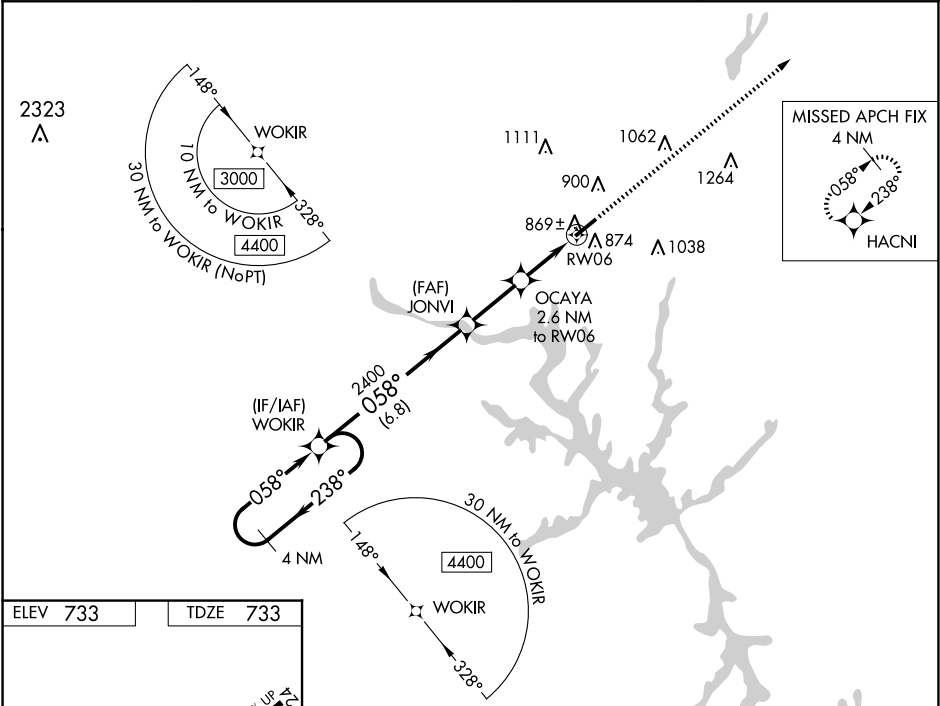 2323
148°
WOKIR
3000
10 NM to WOKIR
328°
4400
30 NM to WOKIR (NoPT)
1111
1062
1264
900
869±
874
1038
RW06
MISSED APCH FIX
4 NM
058°
238°
HACNI
(FAF)
JONVI
OCAYA
2.6 NM
to RW06
2400
058°
(6.8)
(IF/IAF)
WOKIR
058°
238°
4 NM
30 NM to WOKIR
148°
4400
WOKIR
328°
ELEV 733
TDZE 733
UP
24